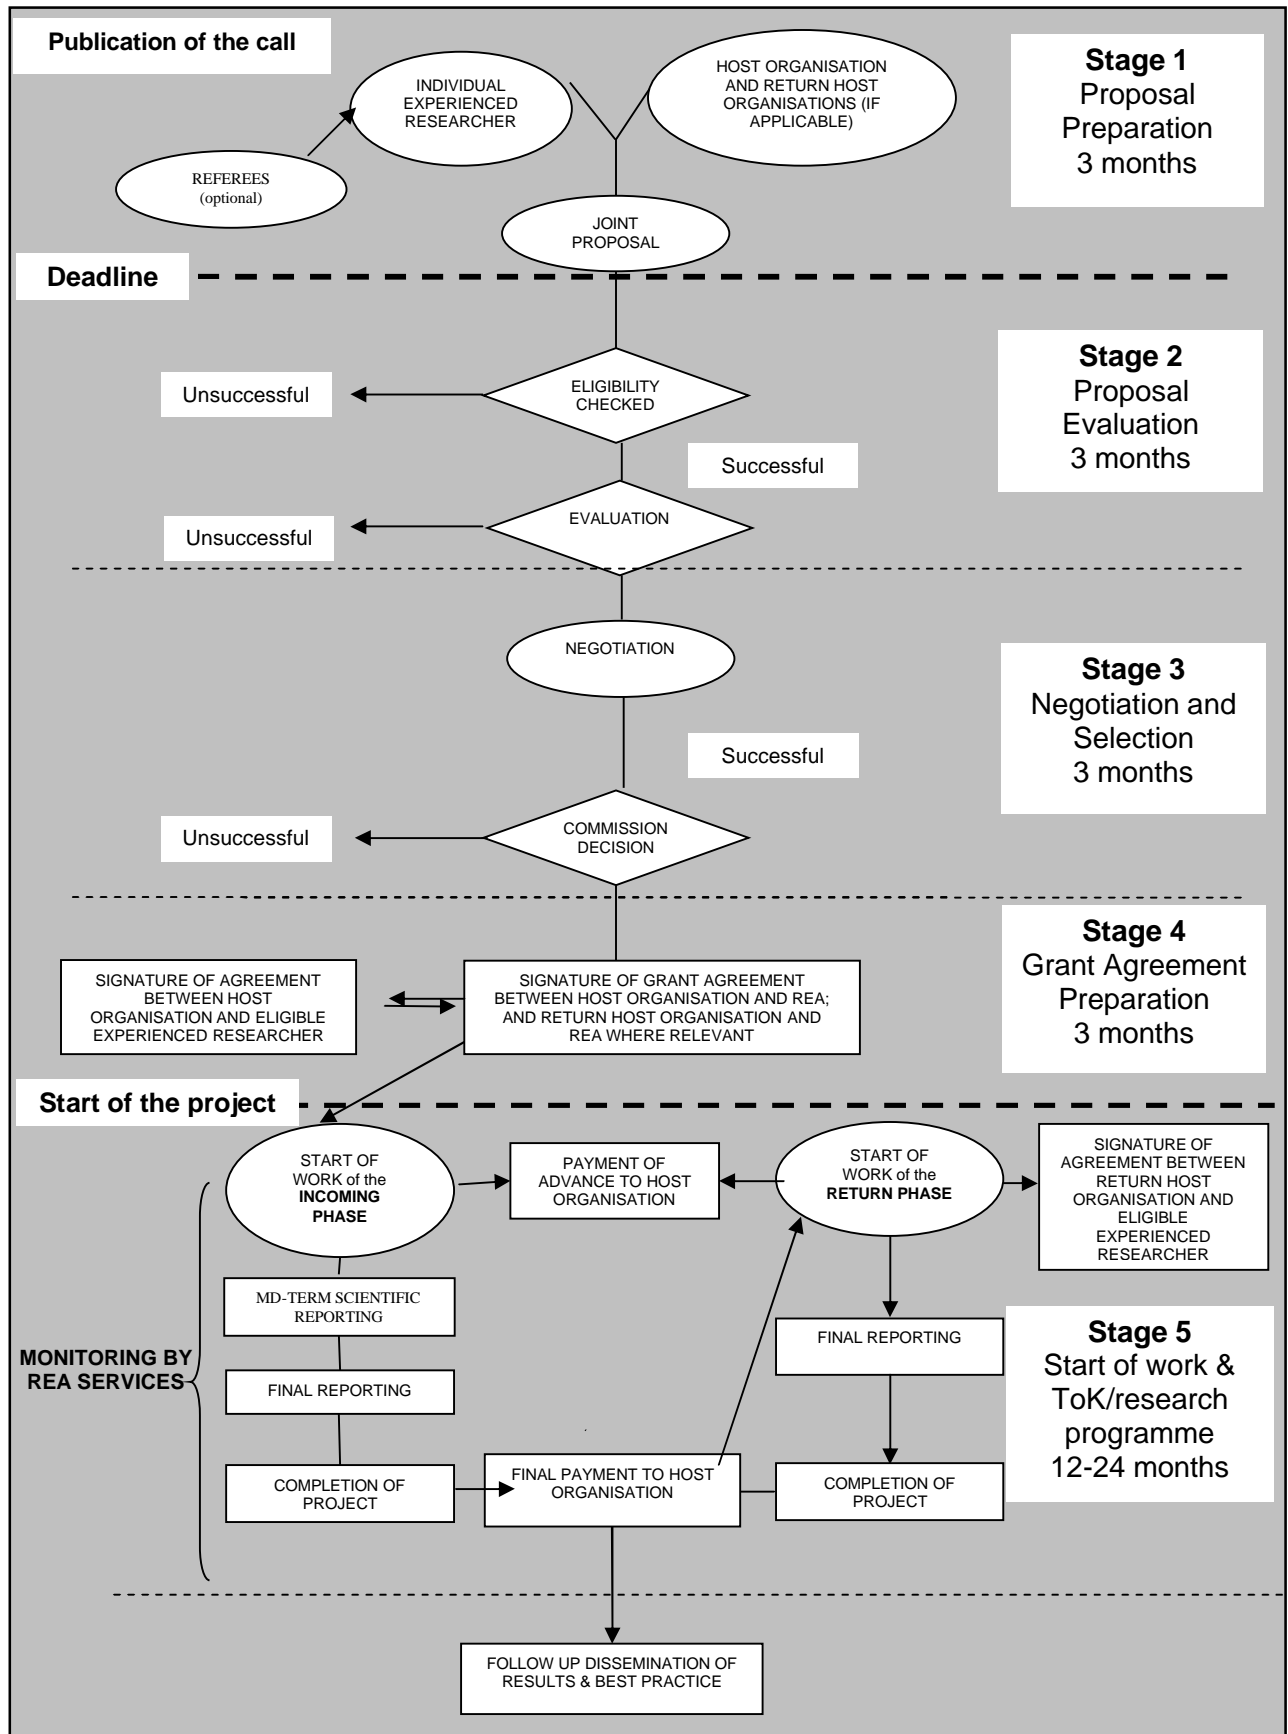 Publication of the call
INDIVIDUAL
EXPERIENCED
RESEARCHER
HOST ORGANISATION
AND RETURN HOST
ORGANISATIONS (IF
APPLICABLE)
Stage 1
Proposal
Preparation
3 months
REFEREES
(optional)
JOINT
PROPOSAL
Deadline
Stage 2
Proposal
Evaluation
3 months
Unsuccessful
ELIGIBILITY
CHECKED
Successful
Unsuccessful
EVALUATION
NEGOTIATION
Stage 3
Negotiation and
Selection
3 months
Successful
Unsuccessful
COMMISSION
DECISION
Stage 4
Grant Agreement
Preparation
3 months
SIGNATURE OF AGREEMENT
BETWEEN HOST
ORGANISATION AND ELIGIBLE
EXPERIENCED RESEARCHER
SIGNATURE OF GRANT AGREEMENT
BETWEEN HOST ORGANISATION AND REA;
AND RETURN HOST ORGANISATION AND
REA WHERE RELEVANT
Start of the project
START OF
WORK of the
INCOMING
PHASE
PAYMENT OF
ADVANCE TO HOST
ORGANISATION
START OF
WORK of the
RETURN PHASE
SIGNATURE OF
AGREEMENT BETWEEN
RETURN HOST
ORGANISATION AND
ELIGIBLE
EXPERIENCED
RESEARCHER
MD-TERM SCIENTIFIC
REPORTING
FINAL REPORTING
Stage 5
Start of work &
ToK/research
programme
12-24 months
MONITORING BY
REA SERVICES
FINAL REPORTING
COMPLETION OF
PROJECT
FINAL PAYMENT TO HOST
ORGANISATION
COMPLETION OF
PROJECT
FOLLOW UP DISSEMINATION OF
RESULTS & BEST PRACTICE